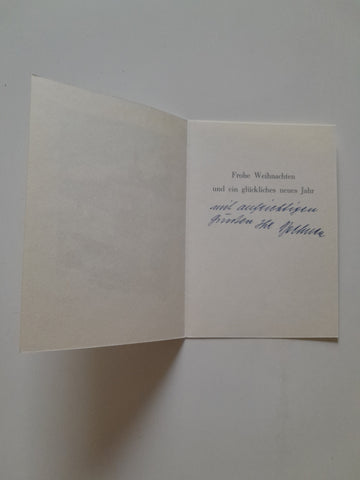 Frohe Weihnachten
und ein glückliches neues Jahr
mit aufrichtigen
Grüßen Ihr